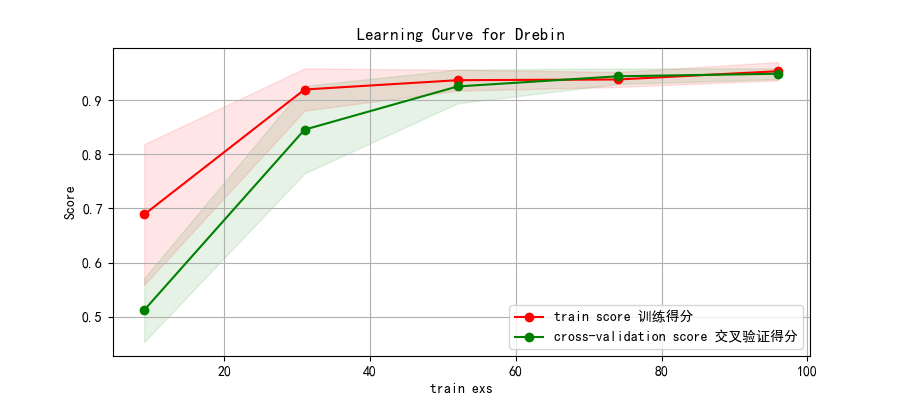 Learning Curve for Drebin
Score
0.9
0.8
0.7
0.6
0.5
20 40 60 80 100
train exs
train score 训练得分
cross-validation score 交叉验证得分